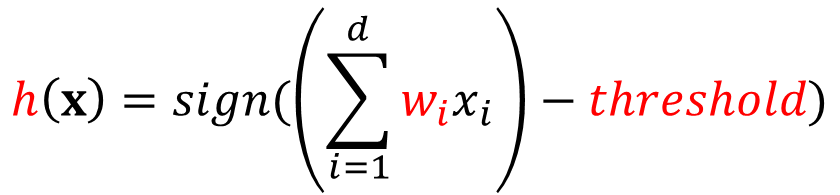 h(𝐱) = sign((∑_{i=1}^{d} w_i x_i) − threshold)